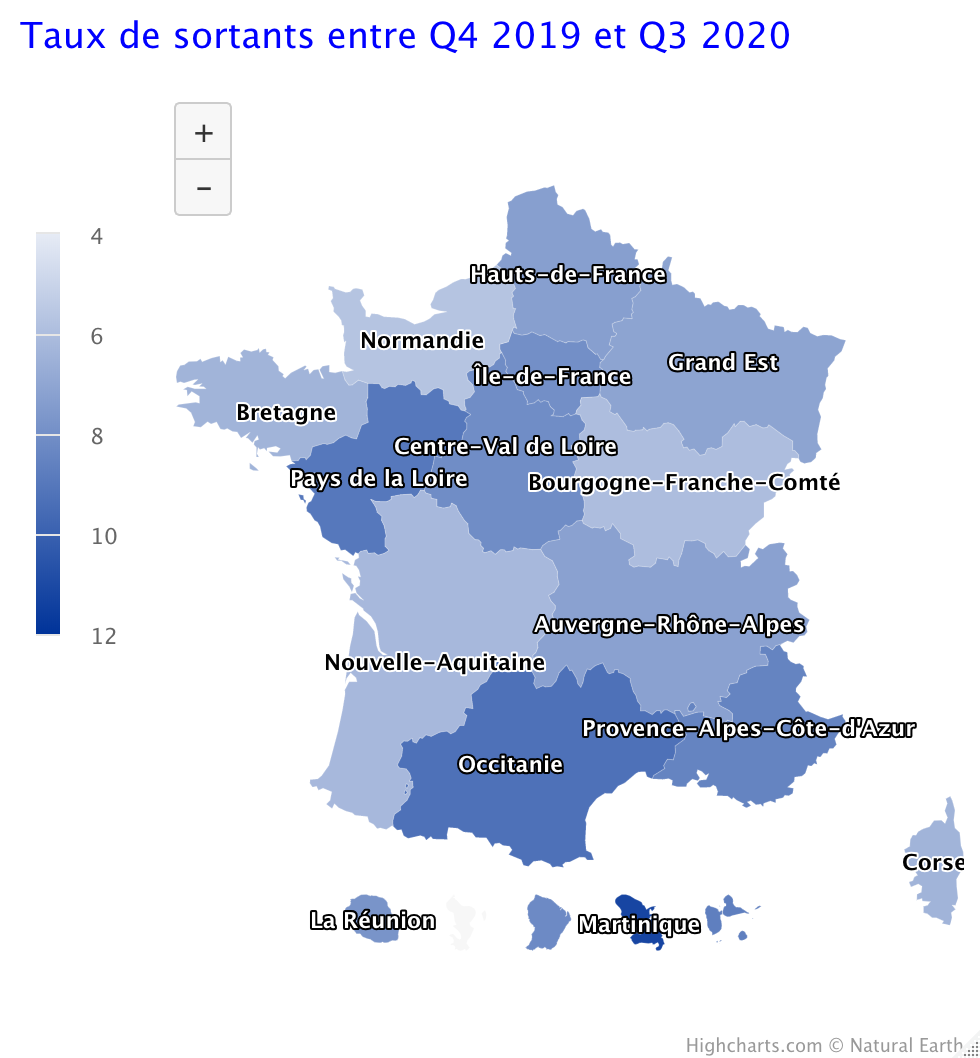 Taux de sortants entre Q4 2019 et Q3 2020
+
−
4
6
8
10
12
Hauts-de-France
Normandie
Grand Est
Île-de-France
Bretagne
Centre-Val de Loire
Pays de la Loire
Bourgogne-Franche-Comté
Auvergne-Rhône-Alpes
Nouvelle-Aquitaine
Provence-Alpes-Côte-d'Azur
Occitanie
Corse
La Réunion
Martinique
Highcharts.com © Natural Earth